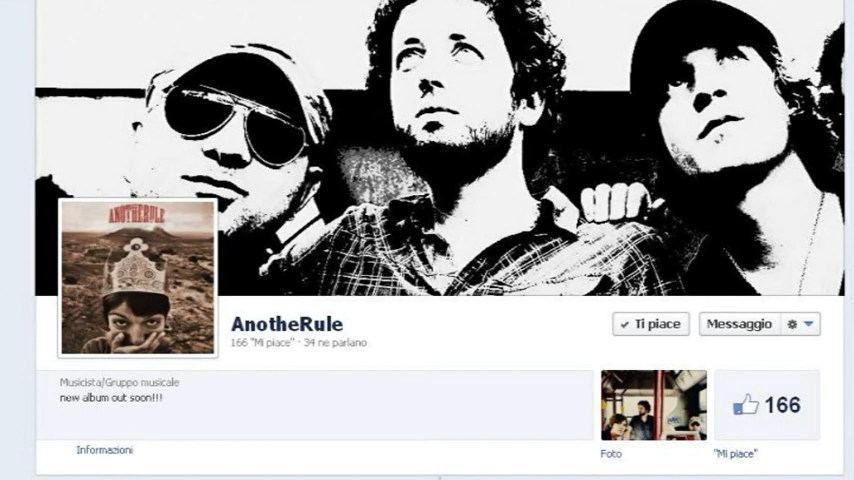 ANOTHERULE
AnotheRule
166 "Mi piace" · 34 ne parlano
Ti piace
Messaggio
Musicista/Gruppo musicale
new album out soon!!!
166
Informazioni
Foto
"Mi piace"